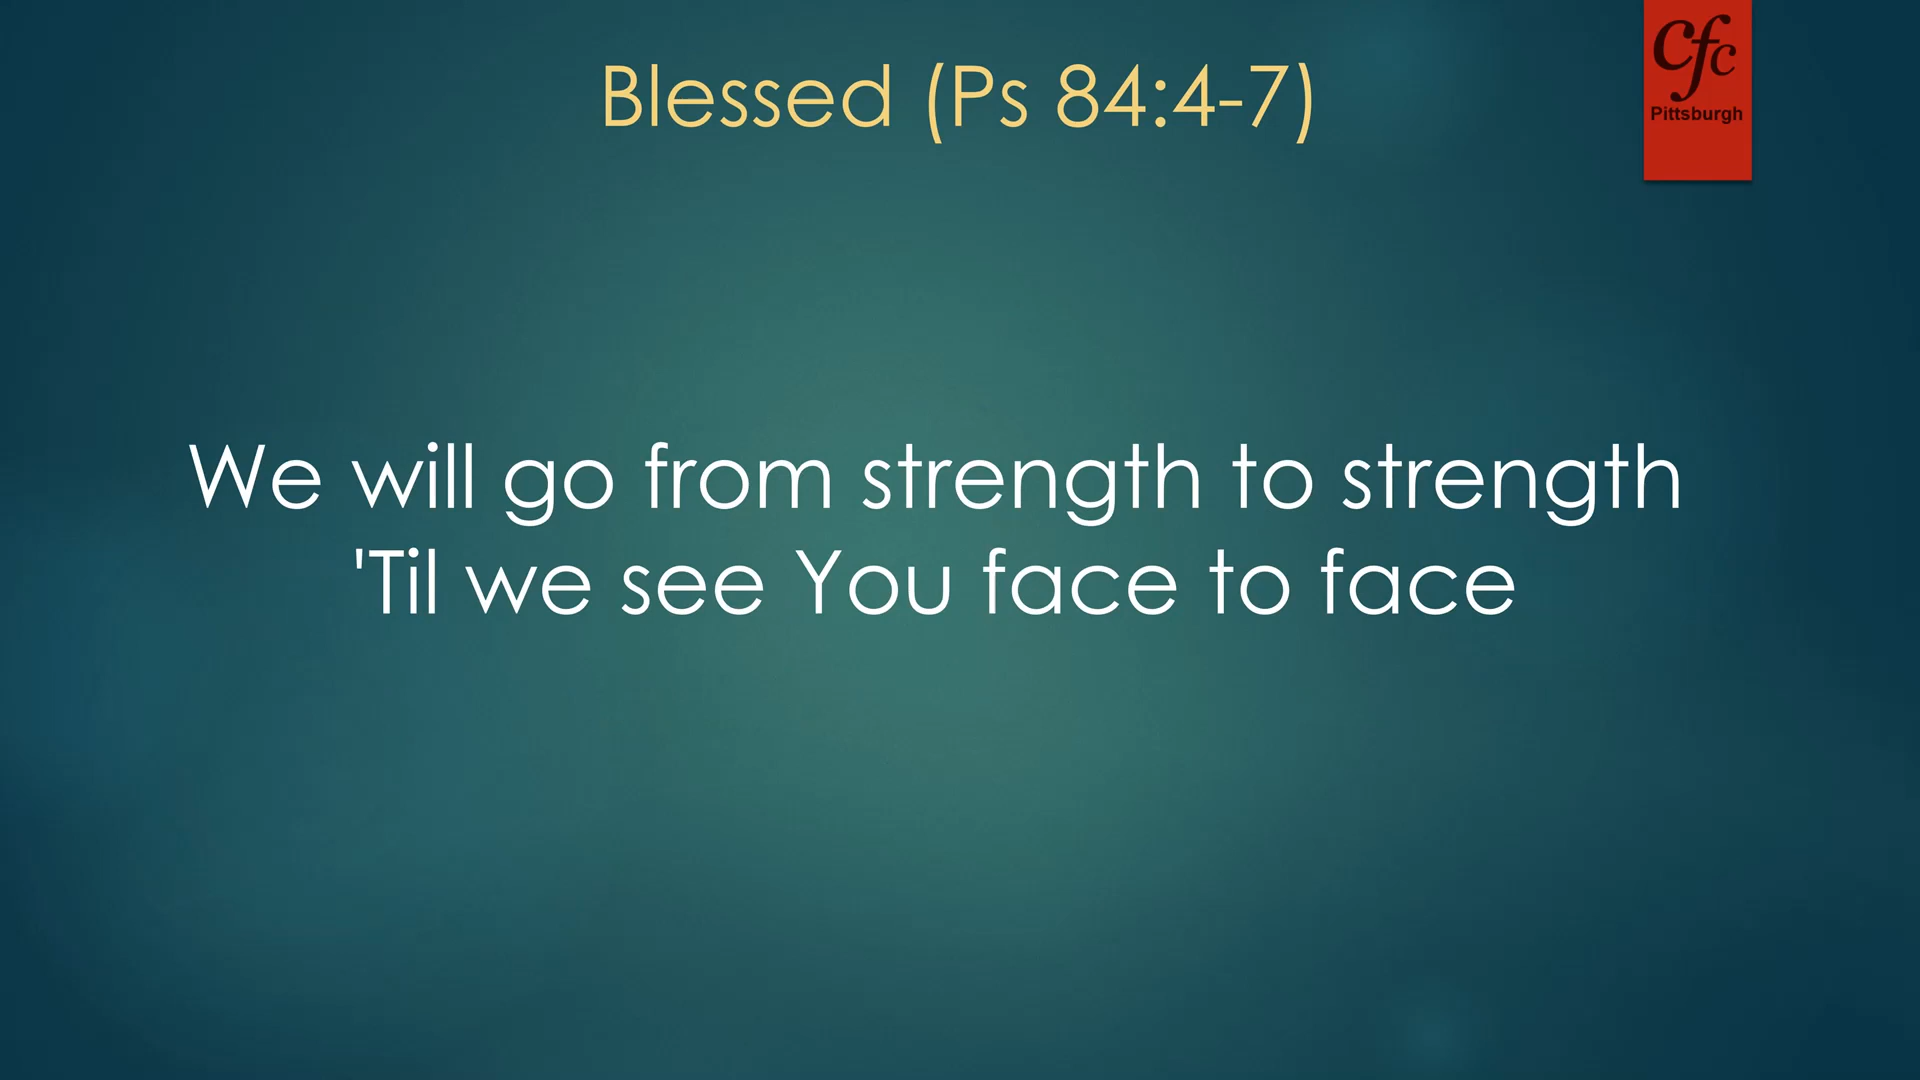 Blessed (Ps 84:4-7)
cfc
Pittsburgh
We will go from strength to strength
'Til we see You face to face